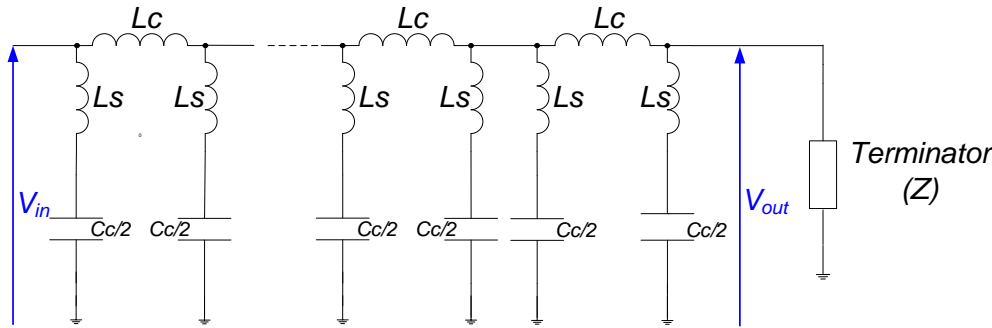 Lc Lc Lc
Ls Ls Ls Ls Ls Ls
Terminator
(Z)
Vin Vout
Cc/2 Cc/2 Cc/2 Cc/2 Cc/2 Cc/2